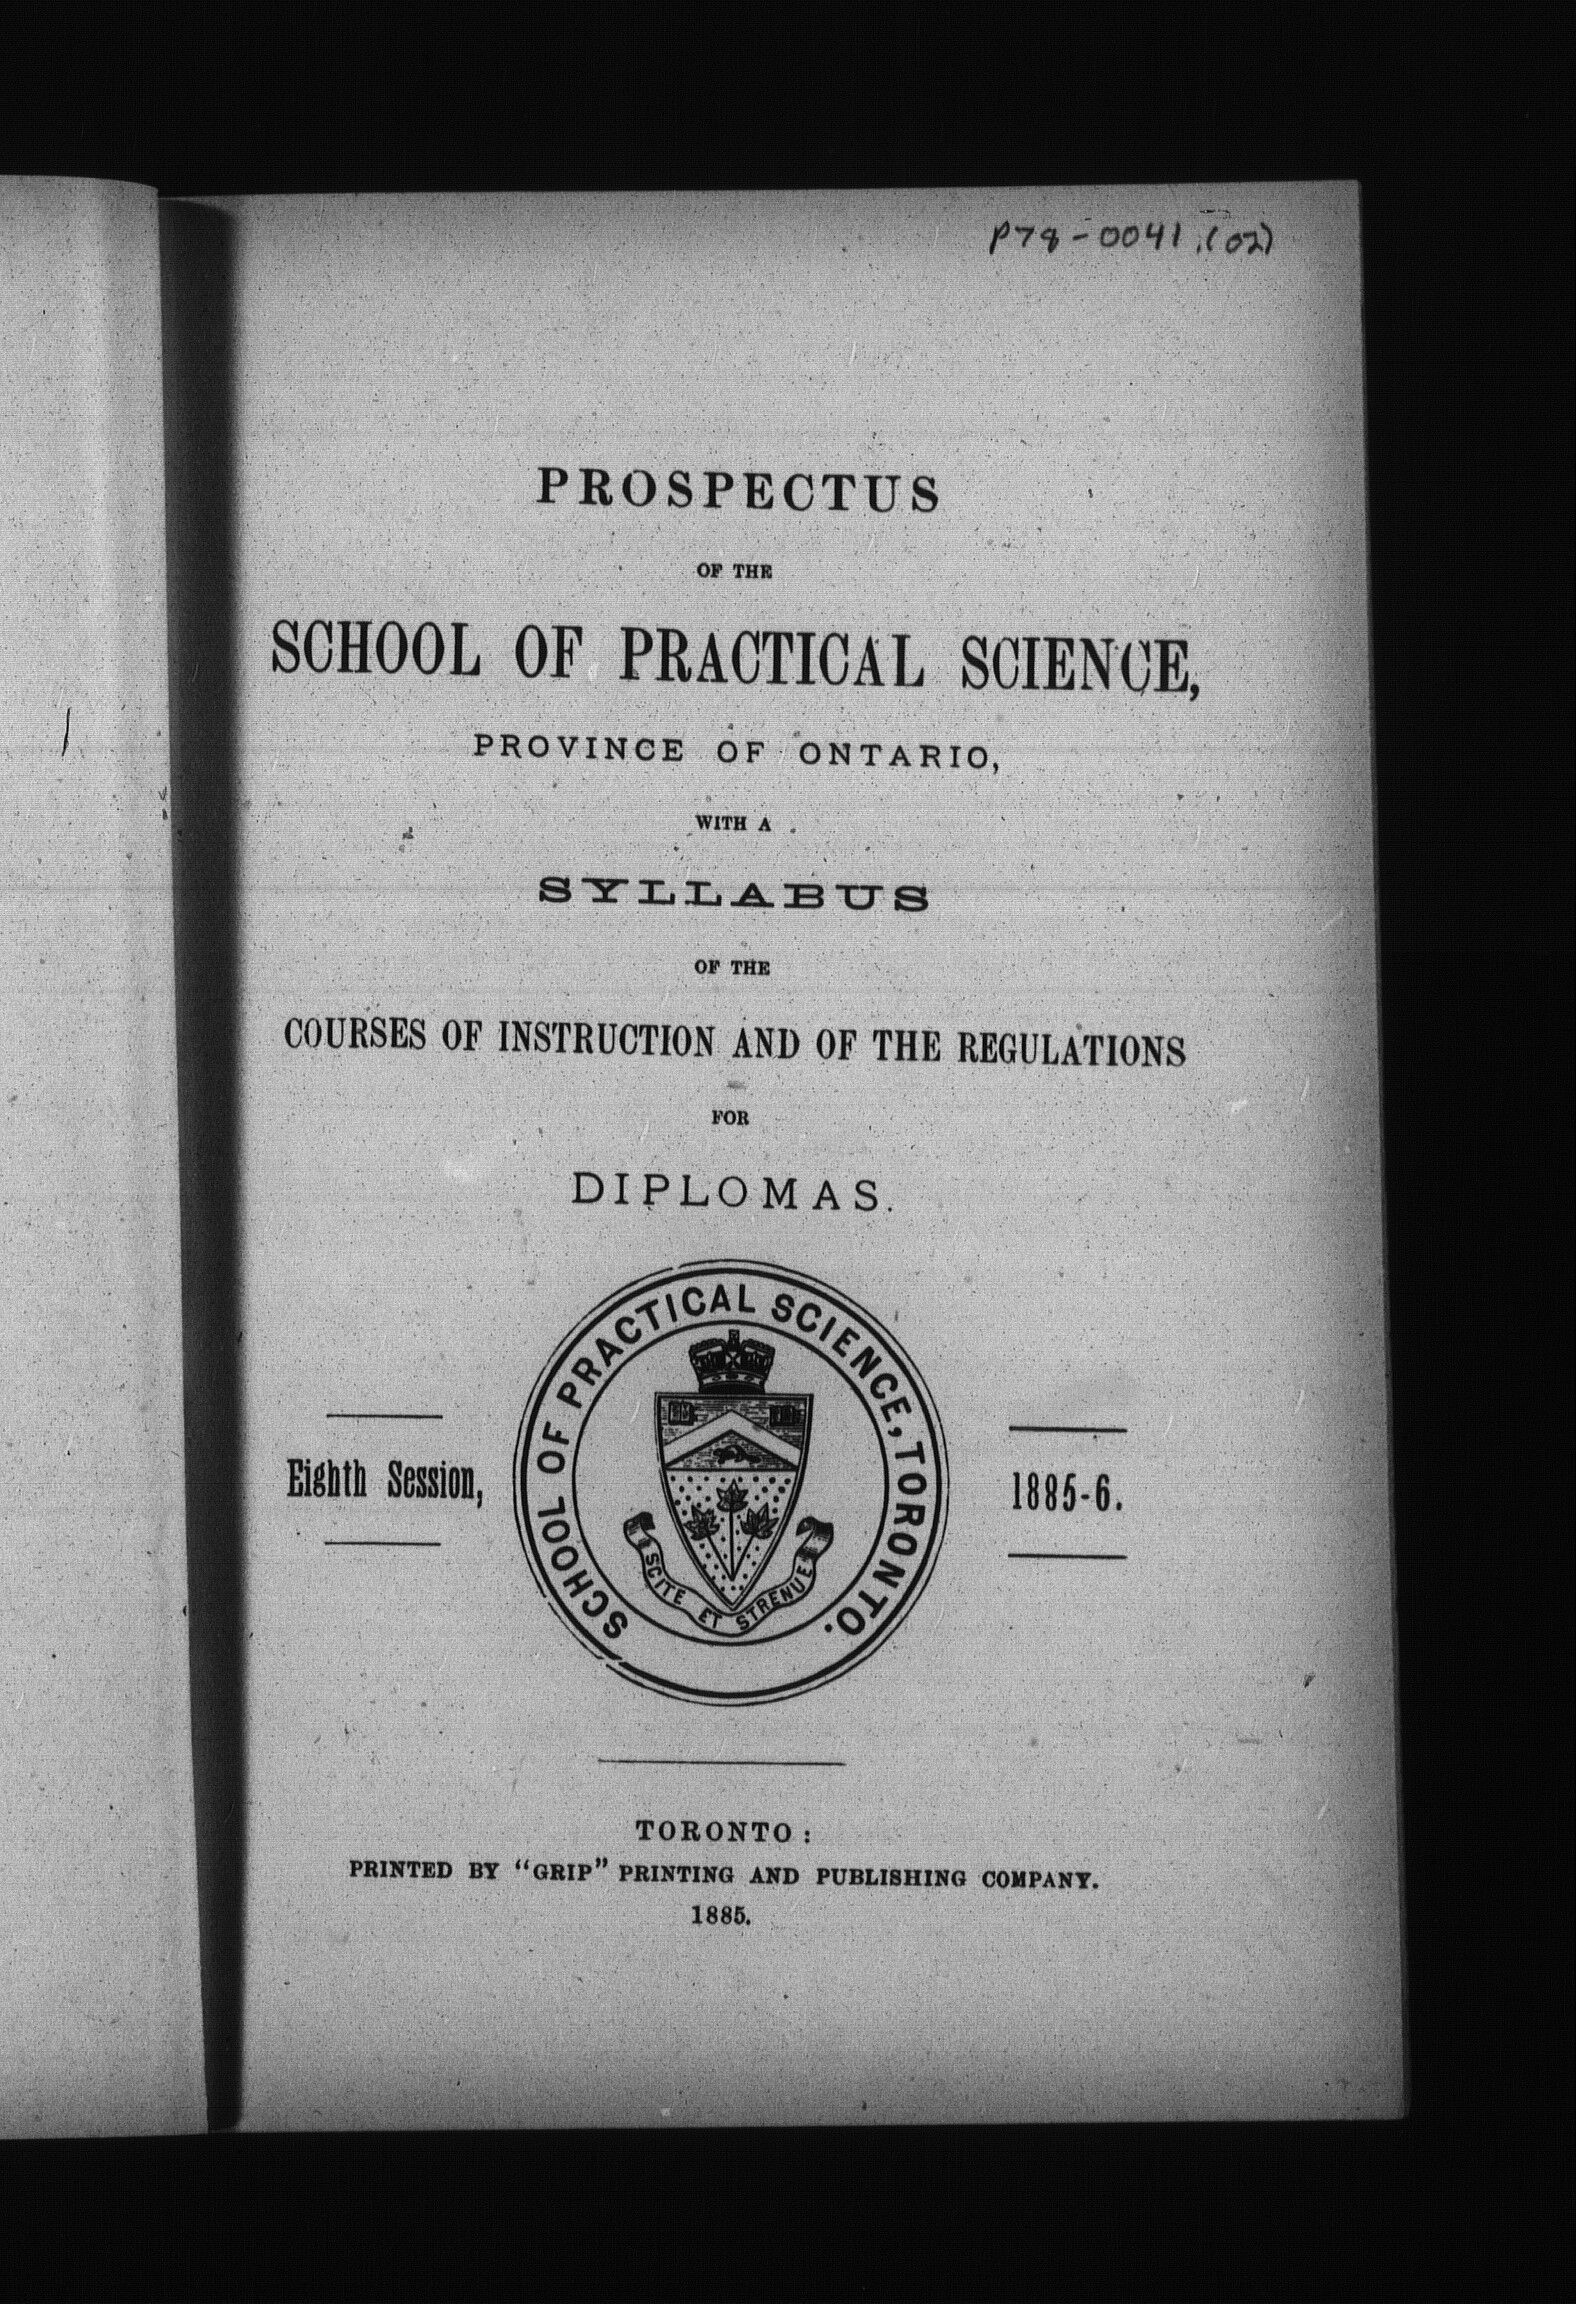 P78-0041.(02)
PROSPECTUS
OF THE
SCHOOL OF PRACTICAL SCIENCE,
PROVINCE OF ONTARIO,
WITH A
SYLLABUS
OF THE
COURSES OF INSTRUCTION AND OF THE REGULATIONS
FOR
DIPLOMAS.
SCHOOL OF PRACTICAL SCIENCE, TORONTO.
SCITE ET STRENUE
Eighth Session,
1885-6.
TORONTO:
PRINTED BY "GRIP" PRINTING AND PUBLISHING COMPANY.
1885.